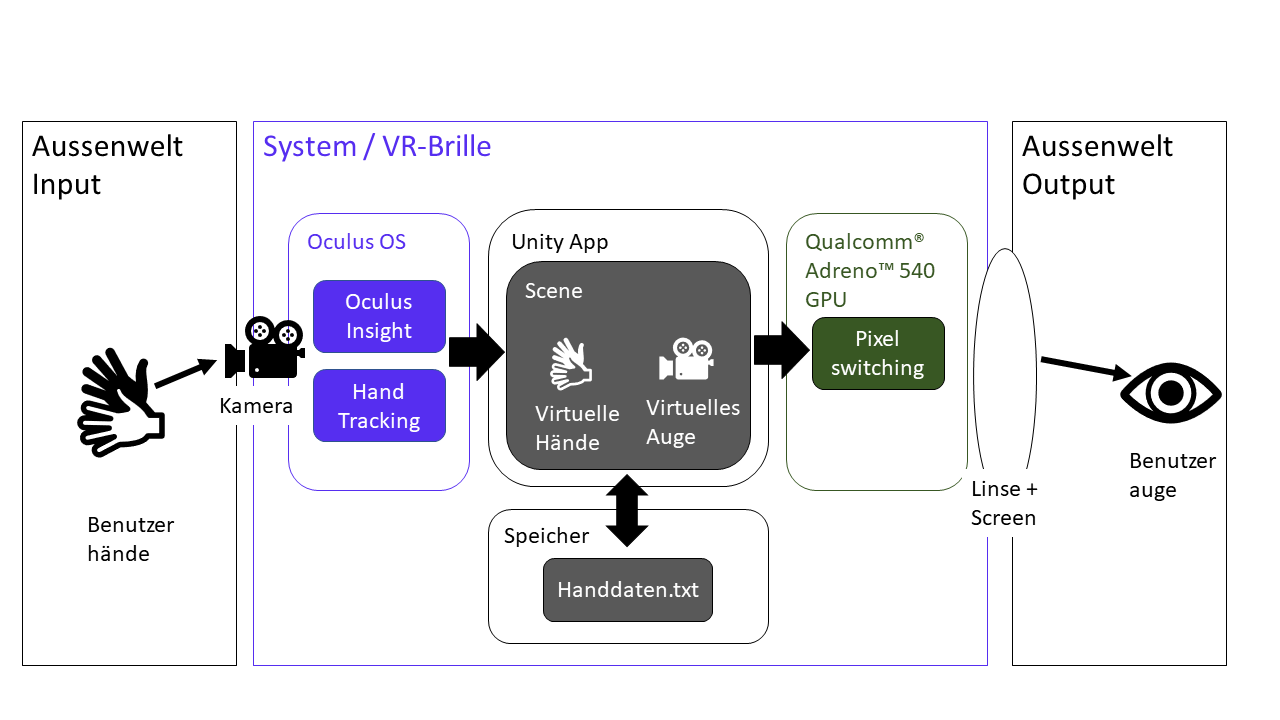 Aussenwelt
Input
Benutzer
hände
Kamera
System / VR-Brille
Oculus OS
Oculus
Insight
Hand
Tracking
Unity App
Scene
Virtuelle
Hände
Virtuelles
Auge
Speicher
Handdaten.txt
Qualcomm®
Adreno™ 540
GPU
Pixel
switching
Linse +
Screen
Aussenwelt
Output
Benutzer
auge